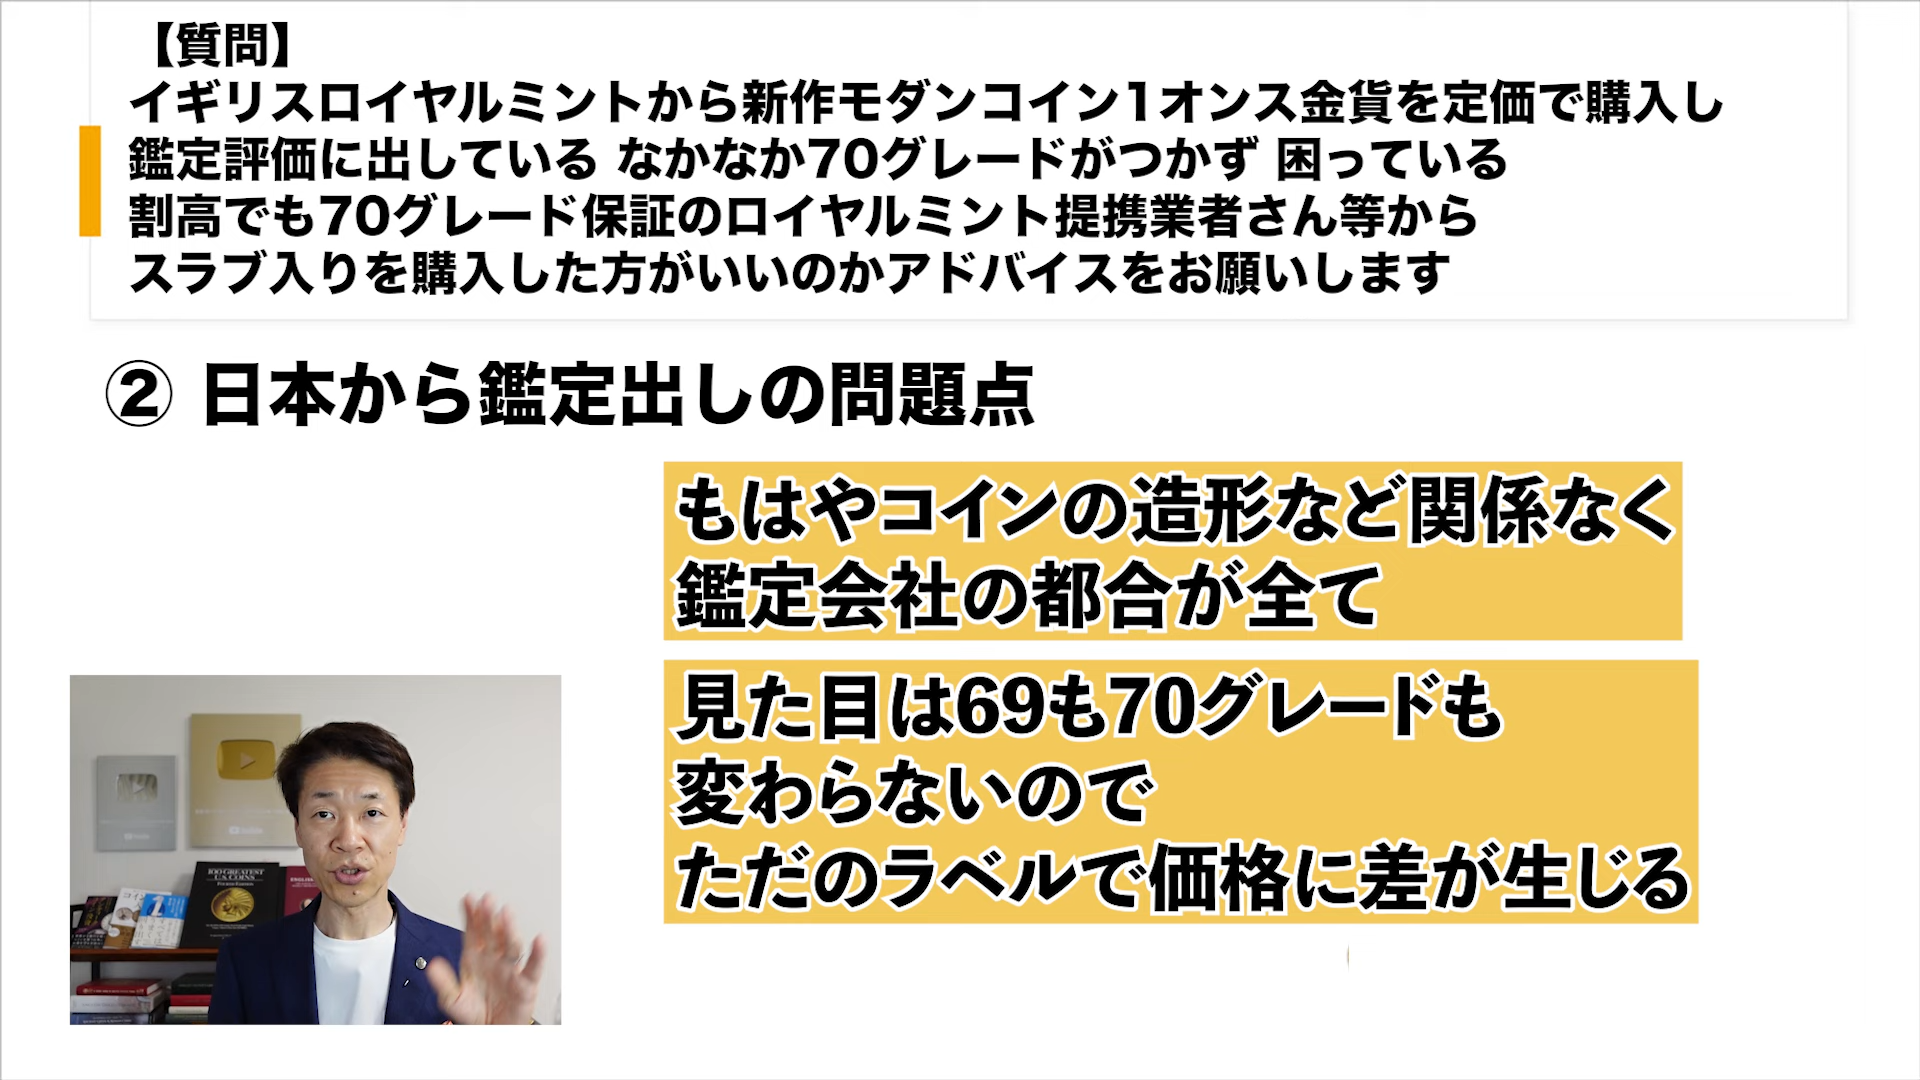 【質問】
イギリスロイヤルミントから新作モダンコイン1オンス金貨を定価で購入し
鑑定評価に出している なかなか70グレードがつかず 困っている
割高でも70グレード保証のロイヤルミント提携業者さん等から
スラブ入りを購入した方がいいのかアドバイスをお願いします
② 日本から鑑定出しの問題点
もはやコインの造形など関係なく
鑑定会社の都合が全て
見た目は69も70グレードも
変わらないので
ただのラベルで価格に差が生じる
100 GREATEST
U.S. COINS